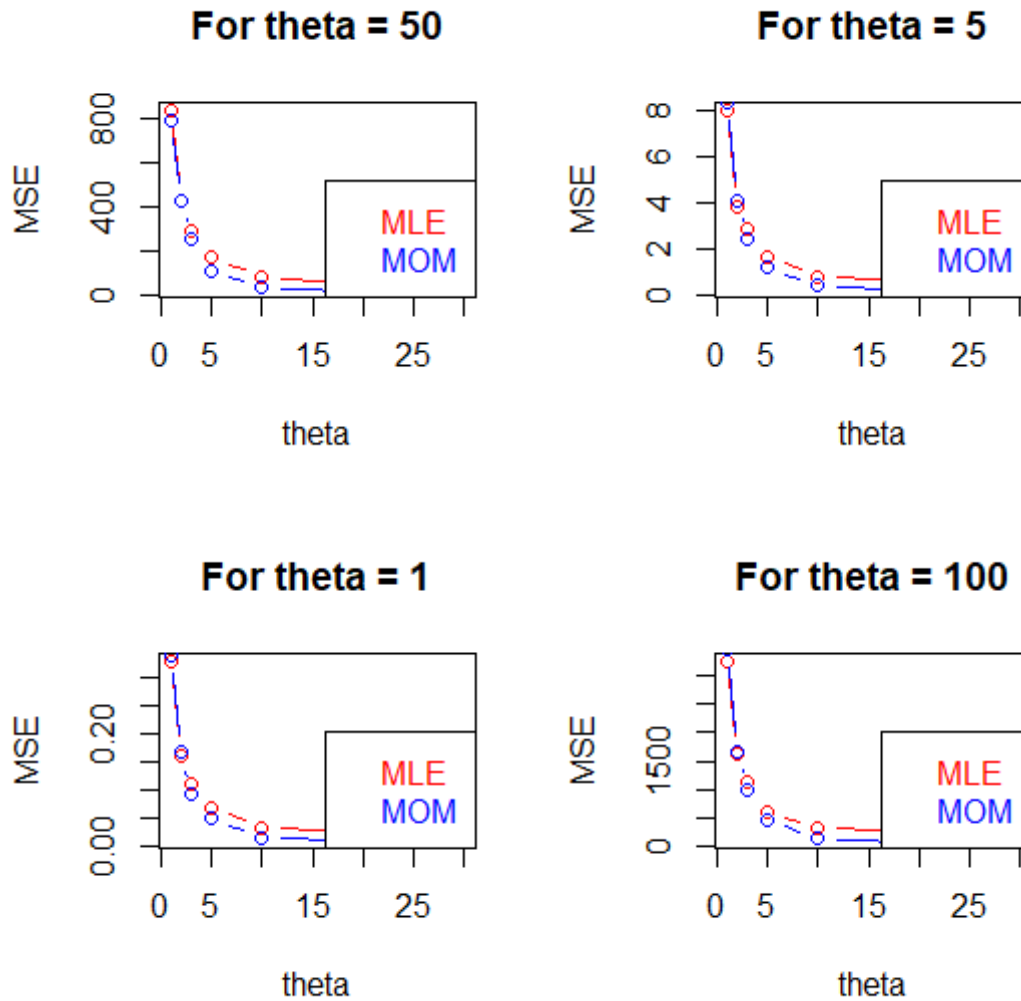 For theta = 50
MSE
800
400
0
MLE
MOM
0 5 15 25
theta
For theta = 5
MSE
8
6
4
2
0
MLE
MOM
0 5 15 25
theta
For theta = 1
MSE
0.20
0.00
MLE
MOM
0 5 15 25
theta
For theta = 100
MSE
1500
0
MLE
MOM
0 5 15 25
theta